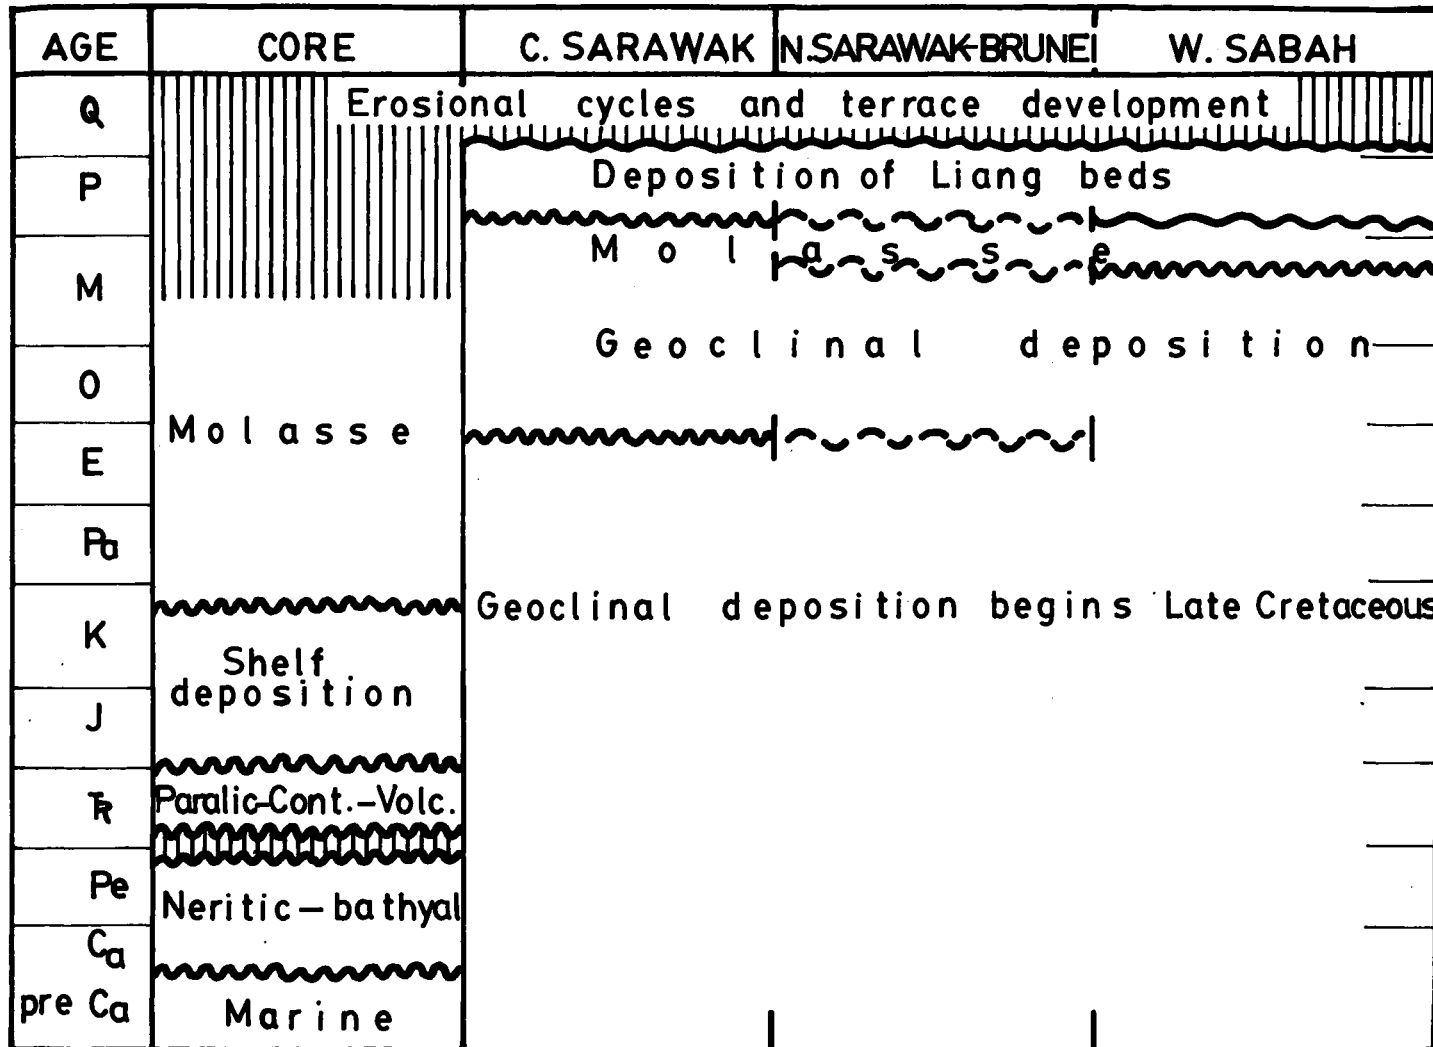 AGE CORE C. SARAWAK N.SARAWAK-BRUNEI W. SABAH
Q Erosional cycles and terrace development
P Deposition of Liang beds
M Molasse
Geoclinal deposition
O
Molasse
E
Pa
K Geoclinal deposition begins Late Cretaceous
Shelf
deposition
J
TR Paralic-Cont.-Volc.
Pe Neritic-bathyal
Ca
pre Ca Marine